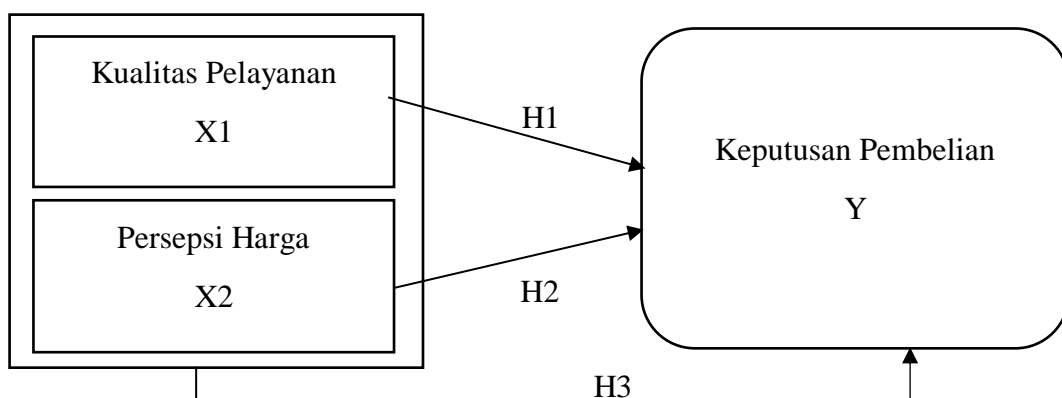 Kualitas Pelayanan
X1
Persepsi Harga
X2
H1
H2
H3
Keputusan Pembelian
Y